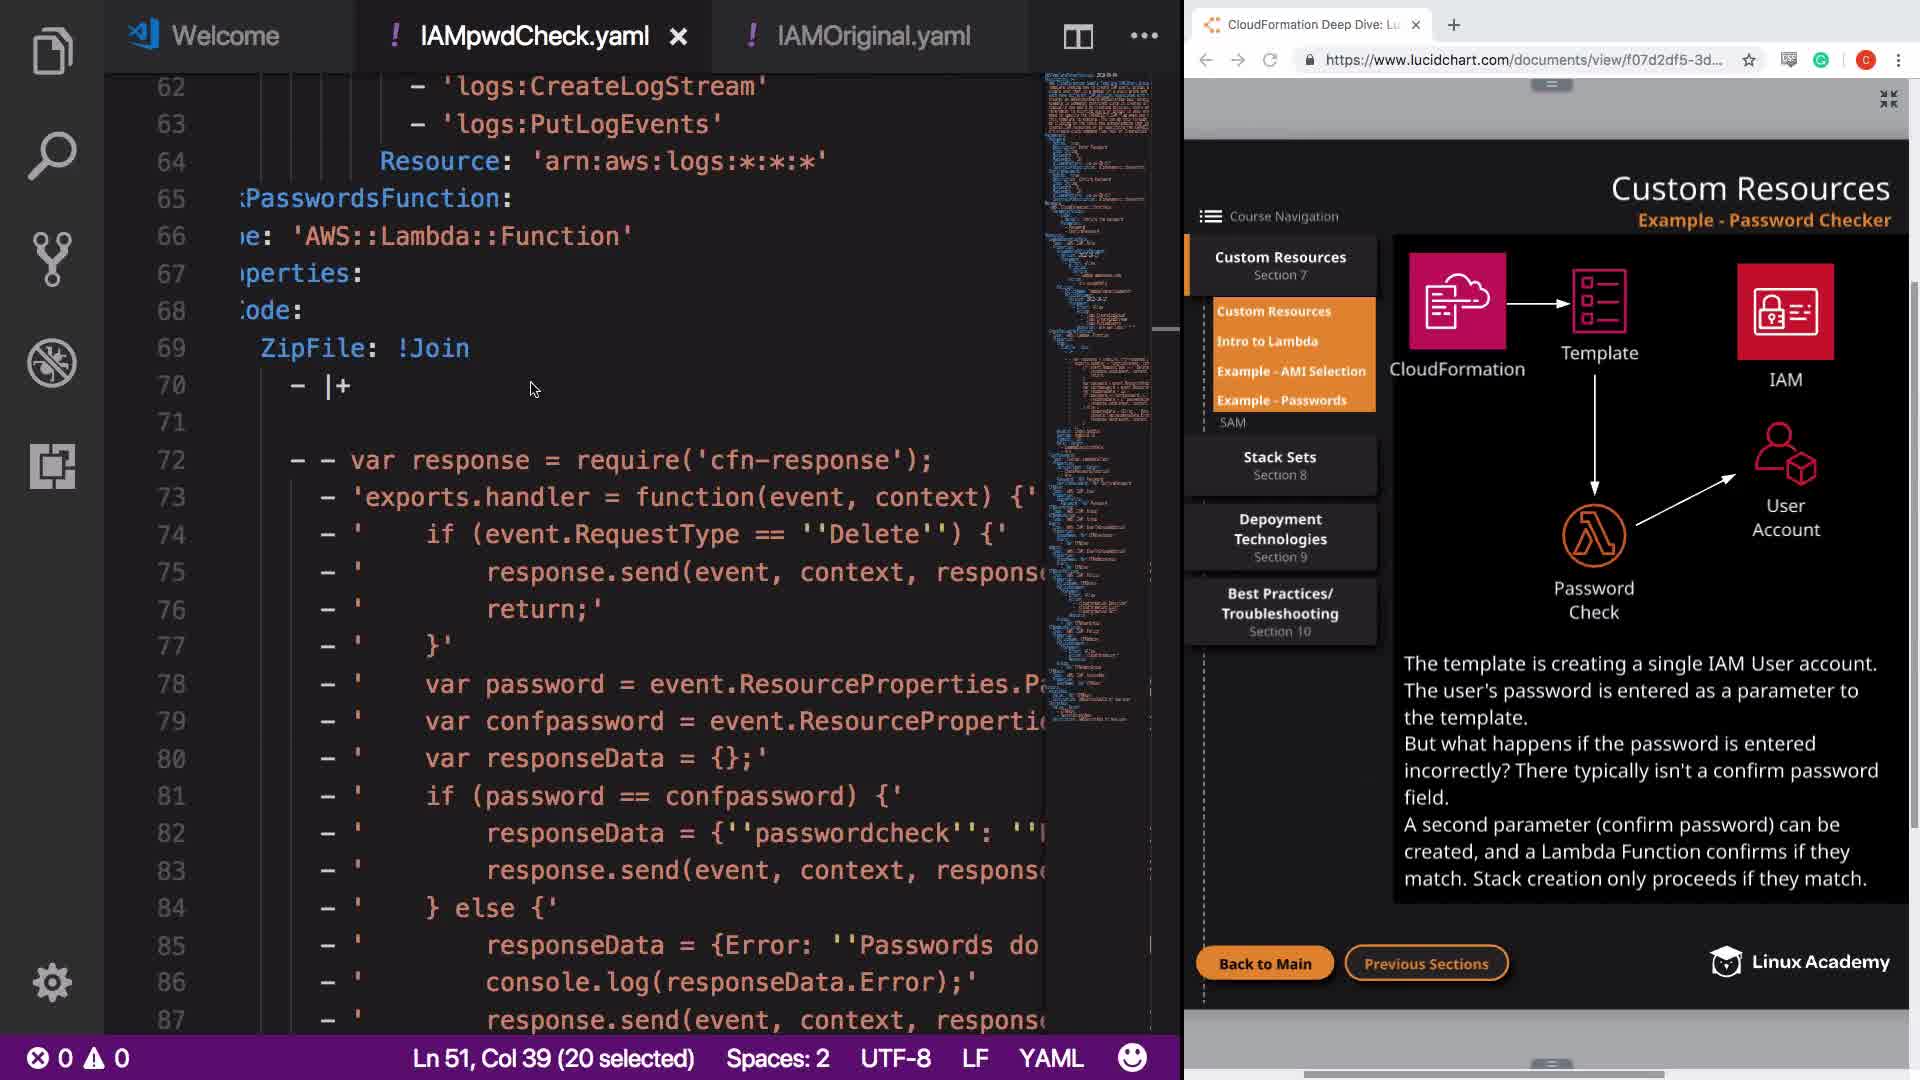 Welcome
! IAMpwdCheck.yaml ×
! IAMOriginal.yaml
62 - 'logs:CreateLogStream'
63 - 'logs:PutLogEvents'
64 Resource: 'arn:aws:logs:*:*:*'
65 kPasswordsFunction:
66 pe: 'AWS::Lambda::Function'
67 operties:
68 Code:
69 ZipFile: !Join
70 - |+
71
72 - - var response = require('cfn-response');
73 - 'exports.handler = function(event, context) {'
74 - '    if (event.RequestType == ''Delete'') {'
75 - '        response.send(event, context, respons
76 - '        return;'
77 - '    }'
78 - '    var password = event.ResourceProperties.P
79 - '    var confpassword = event.ResourceProperti
80 - '    var responseData = {};'
81 - '    if (password == confpassword) {'
82 - '        responseData = {''passwordcheck'': ''
83 - '        response.send(event, context, respons
84 - '    } else {'
85 - '        responseData = {Error: ''Passwords do
86 - '        console.log(responseData.Error);'
87 - '        response.send(event, context, respons
0 0
Ln 51, Col 39 (20 selected)
Spaces: 2
UTF-8
LF
YAML
CloudFormation Deep Dive: Lu
https://www.lucidchart.com/documents/view/f07d2df5-3d...
C
Custom Resources
Example - Password Checker
Course Navigation
Custom Resources
Section 7
Custom Resources
Intro to Lambda
Example - AMI Selection
Example - Passwords
SAM
Stack Sets
Section 8
Depoyment
Technologies
Section 9
Best Practices/
Troubleshooting
Section 10
CloudFormation
Template
IAM
User
Account
Password
Check
The template is creating a single IAM User account.
The user's password is entered as a parameter to
the template.
But what happens if the password is entered
incorrectly? There typically isn't a confirm password
field.
A second parameter (confirm password) can be
created, and a Lambda Function confirms if they
match. Stack creation only proceeds if they match.
Back to Main
Previous Sections
Linux Academy